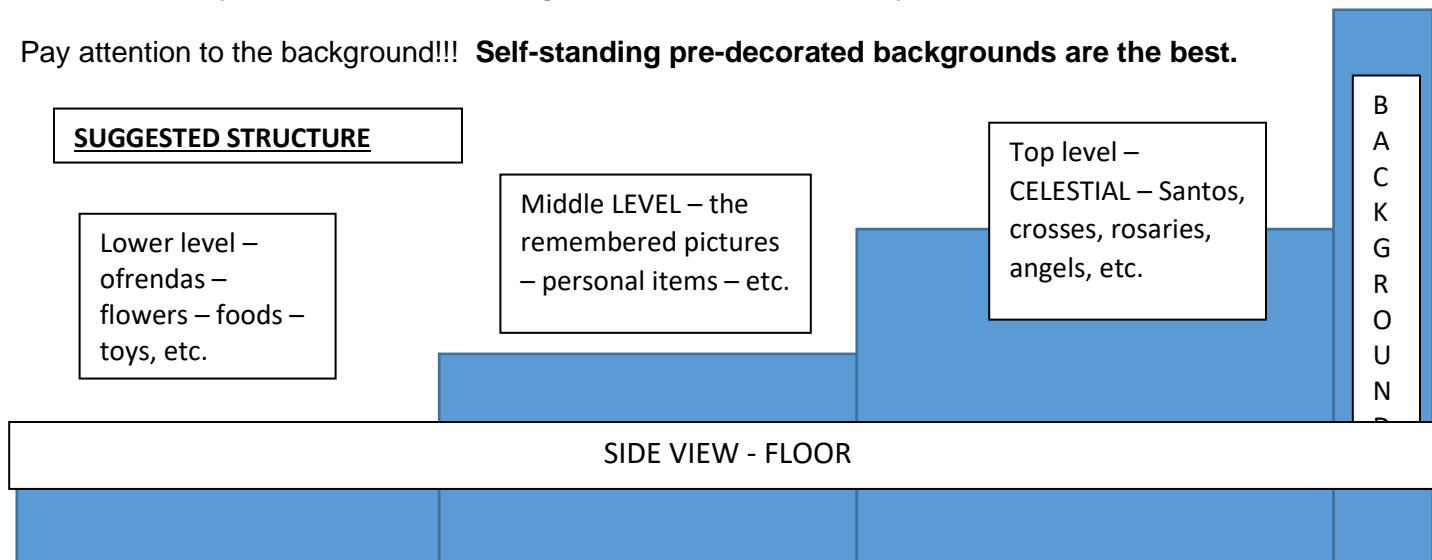 Pay attention to the background!!! Self-standing pre-decorated backgrounds are the best.
SUGGESTED STRUCTURE
Lower level –
ofrendas –
flowers – foods –
toys, etc.
Middle LEVEL – the
remembered pictures
– personal items – etc.
Top level –
CELESTIAL – Santos,
crosses, rosaries,
angels, etc.
B
A
C
K
G
R
O
U
N
SIDE VIEW - FLOOR